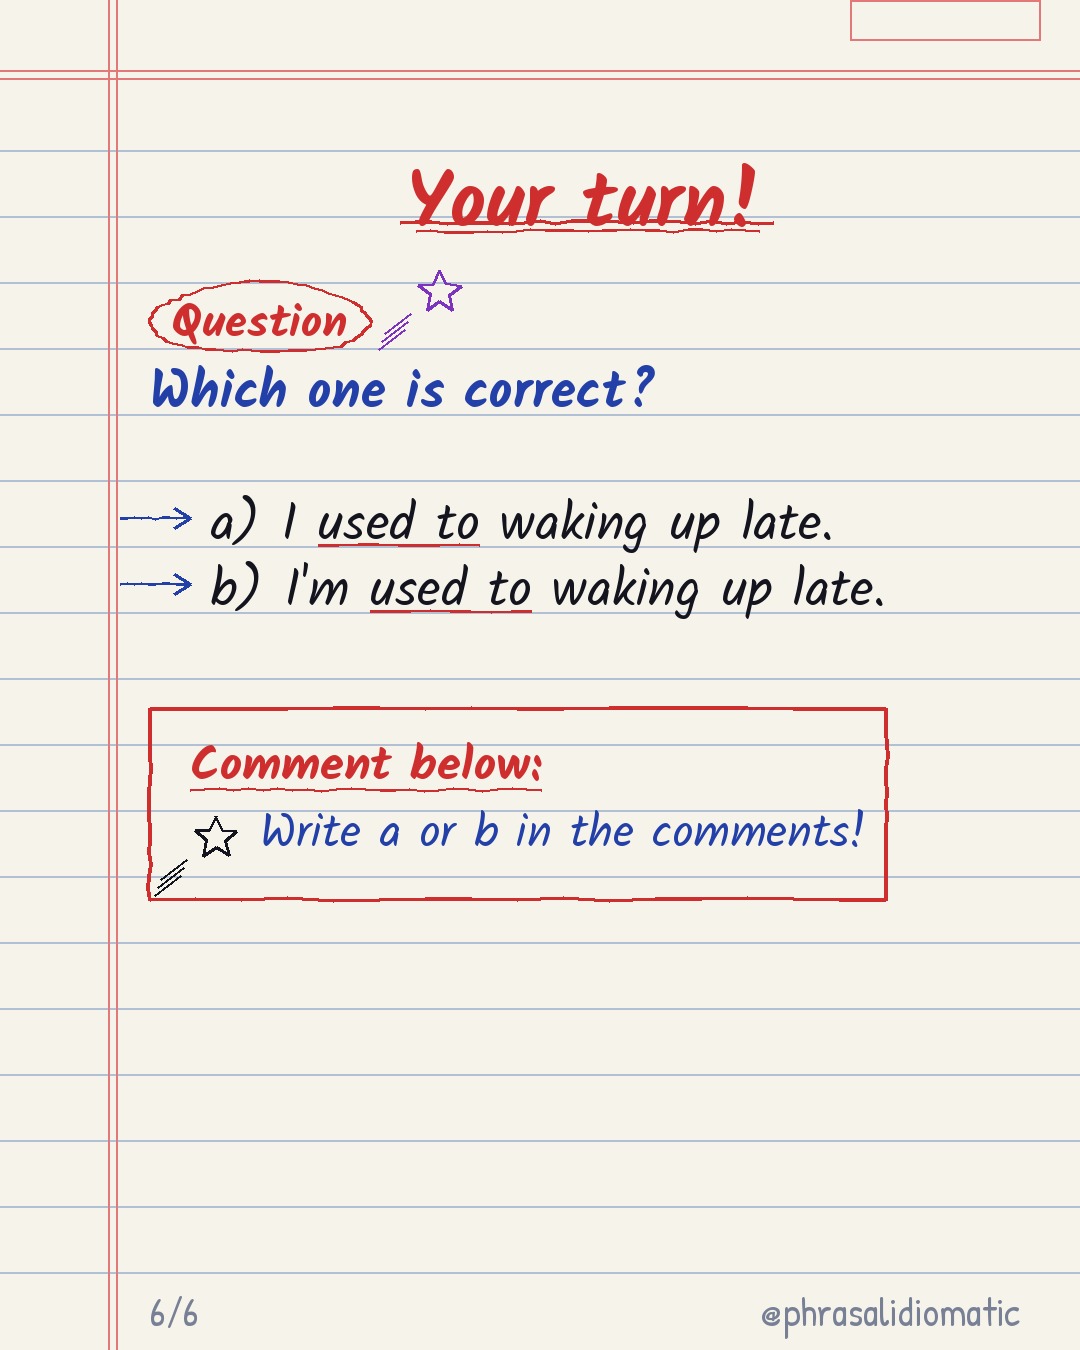 Your turn!
Question
Which one is correct?
a) I used to waking up late.
b) I'm used to waking up late.
Comment below:
Write a or b in the comments!
6/6
@phrasalidiomatic